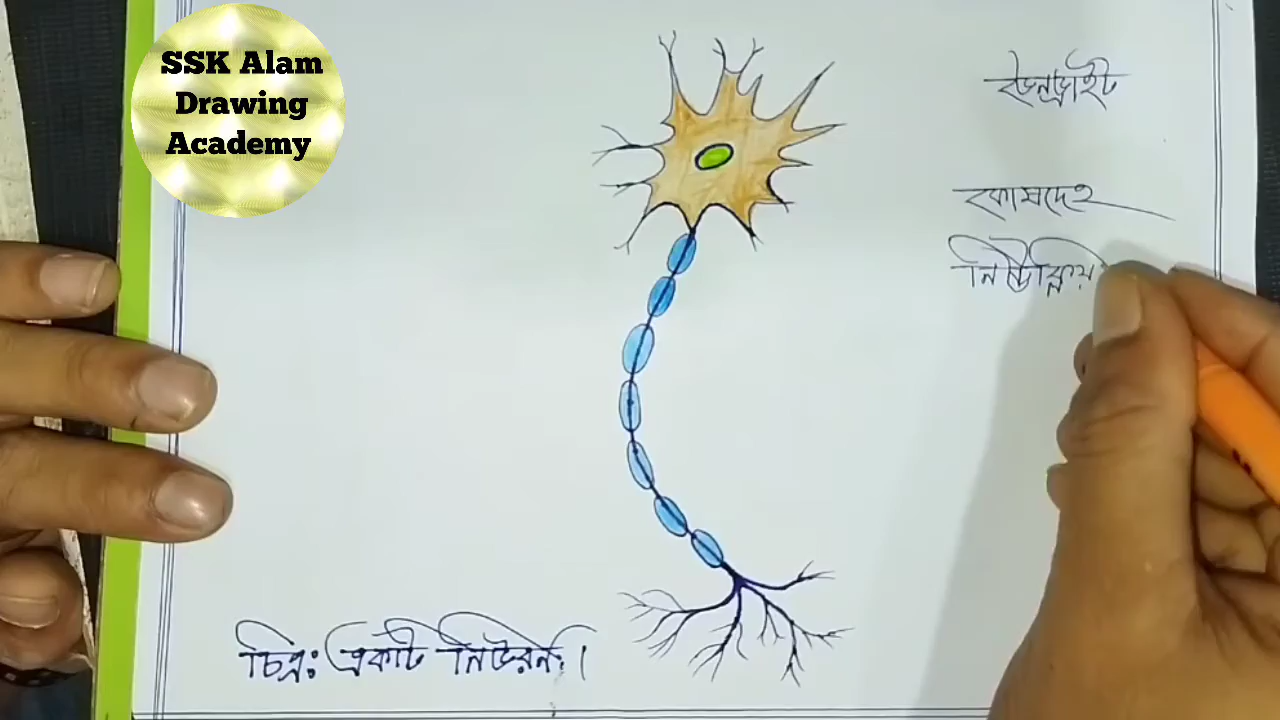 SSK Alam
Drawing
Academy
ডেনড্রাইট
কোষদেহ
নিউক্লিয়
চিত্র: একটি নিউরন।